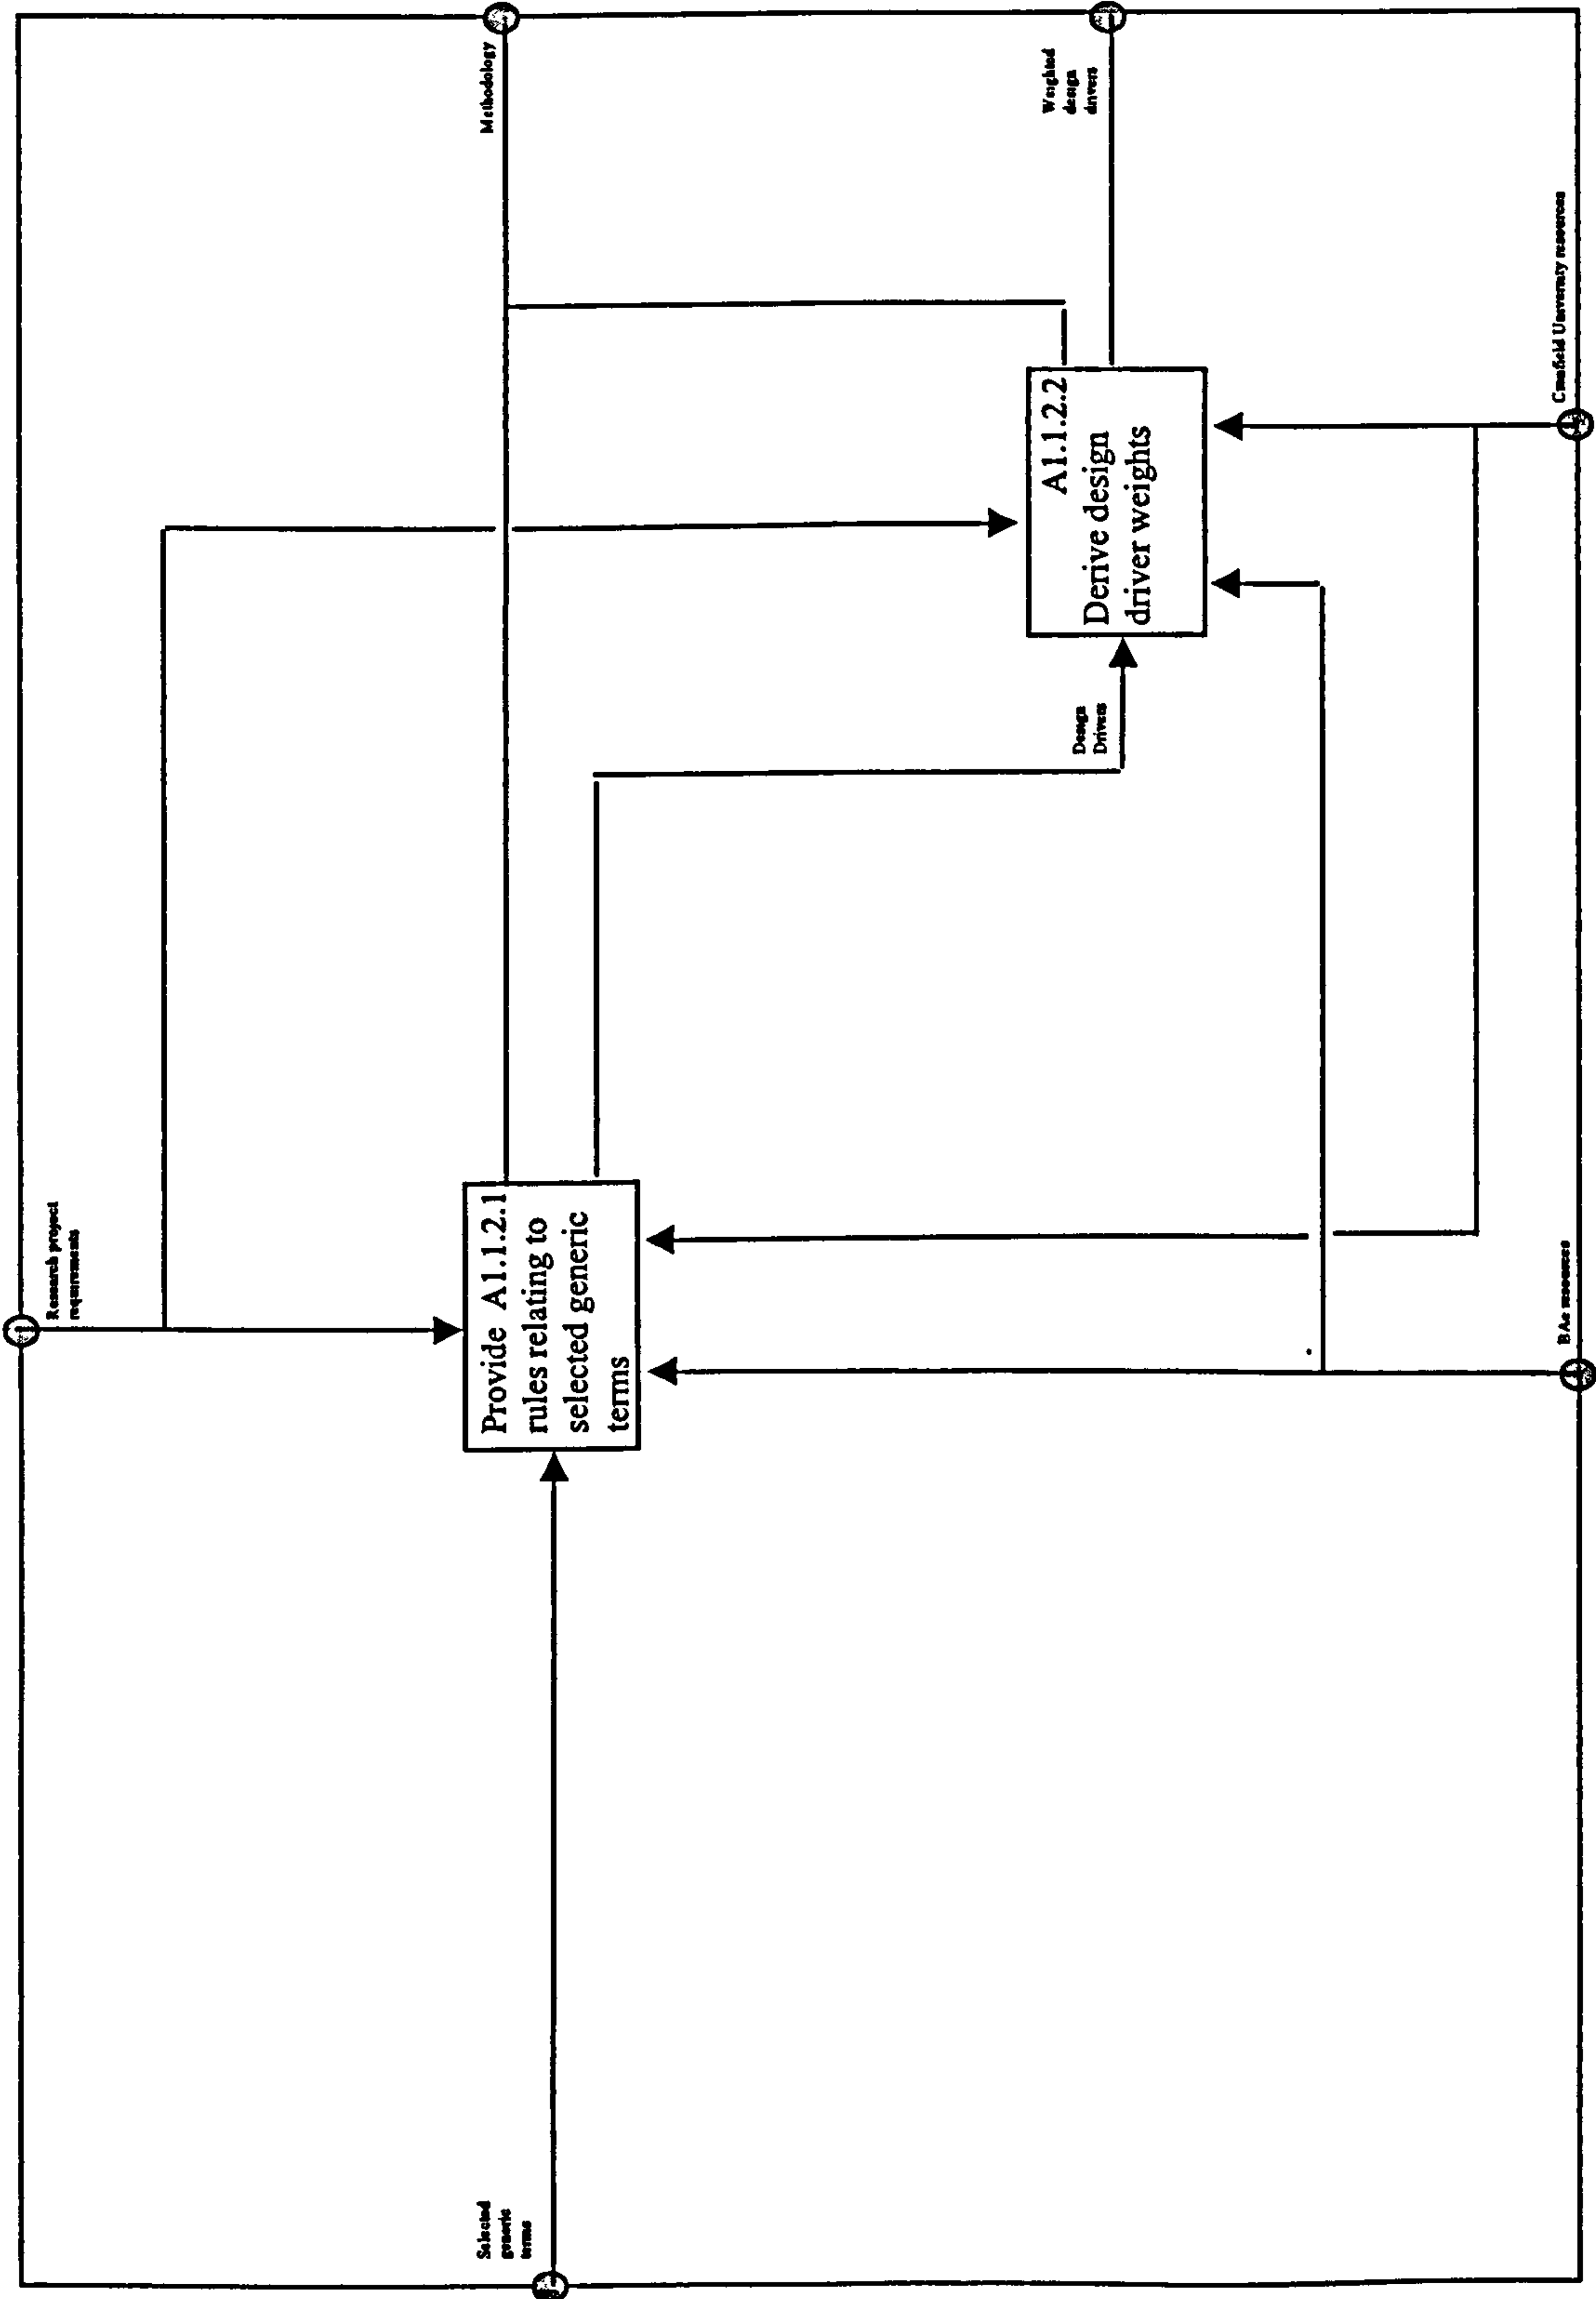 Research project
requirements
Selected
generic
terms
Provide A1.1.2.1
rules relating to
selected generic
terms
Methodology
Design
Drivers
A1.1.2.2
Derive design
driver weights
Weighted
design
drivers
BAe resources
Cranfield University resources